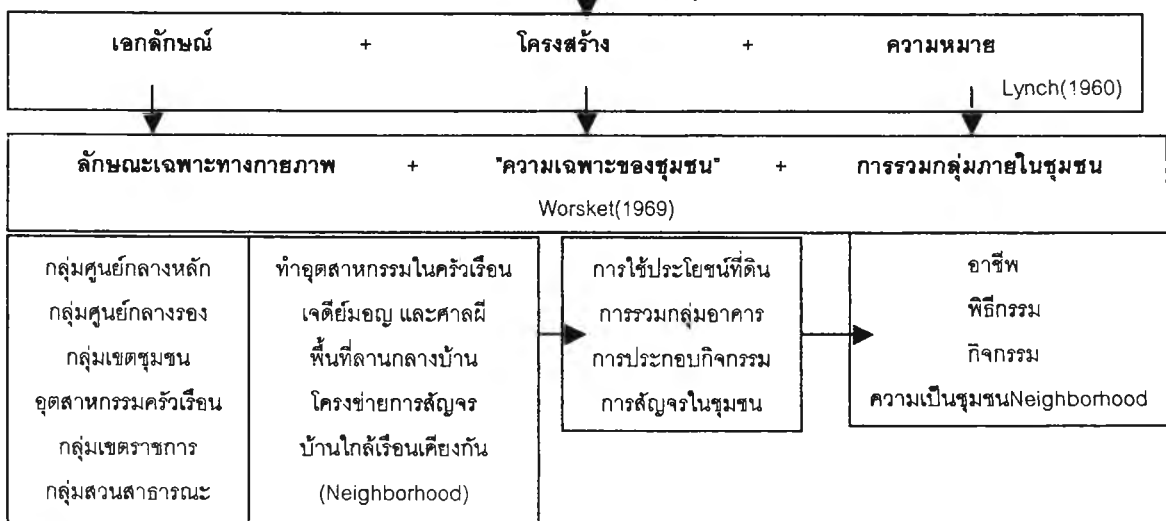 เอกลักษณ์ + โครงสร้าง + ความหมาย
Lynch(1960)
ลักษณะเฉพาะทางกายภาพ + "ความเฉพาะของชุมชน" + การรวมกลุ่มภายในชุมชน
Worsket(1969)
กลุ่มศูนย์กลางหลัก
กลุ่มศูนย์กลางรอง
กลุ่มเขตชุมชน
อุตสาหกรรมครัวเรือน
กลุ่มเขตราชการ
กลุ่มสวนสาธารณะ
ทำอุตสาหกรรมในครัวเรือน
เจดีย์มอญ และศาลผี
พื้นที่ลานกลางบ้าน
โครงข่ายการสัญจร
บ้านใกล้เรือนเคียงกัน
(Neighborhood)
การใช้ประโยชน์ที่ดิน
การรวมกลุ่มอาคาร
การประกอบกิจกรรม
การสัญจรในชุมชน
อาชีพ
พิธีกรรม
กิจกรรม
ความเป็นชุมชนNeighborhood